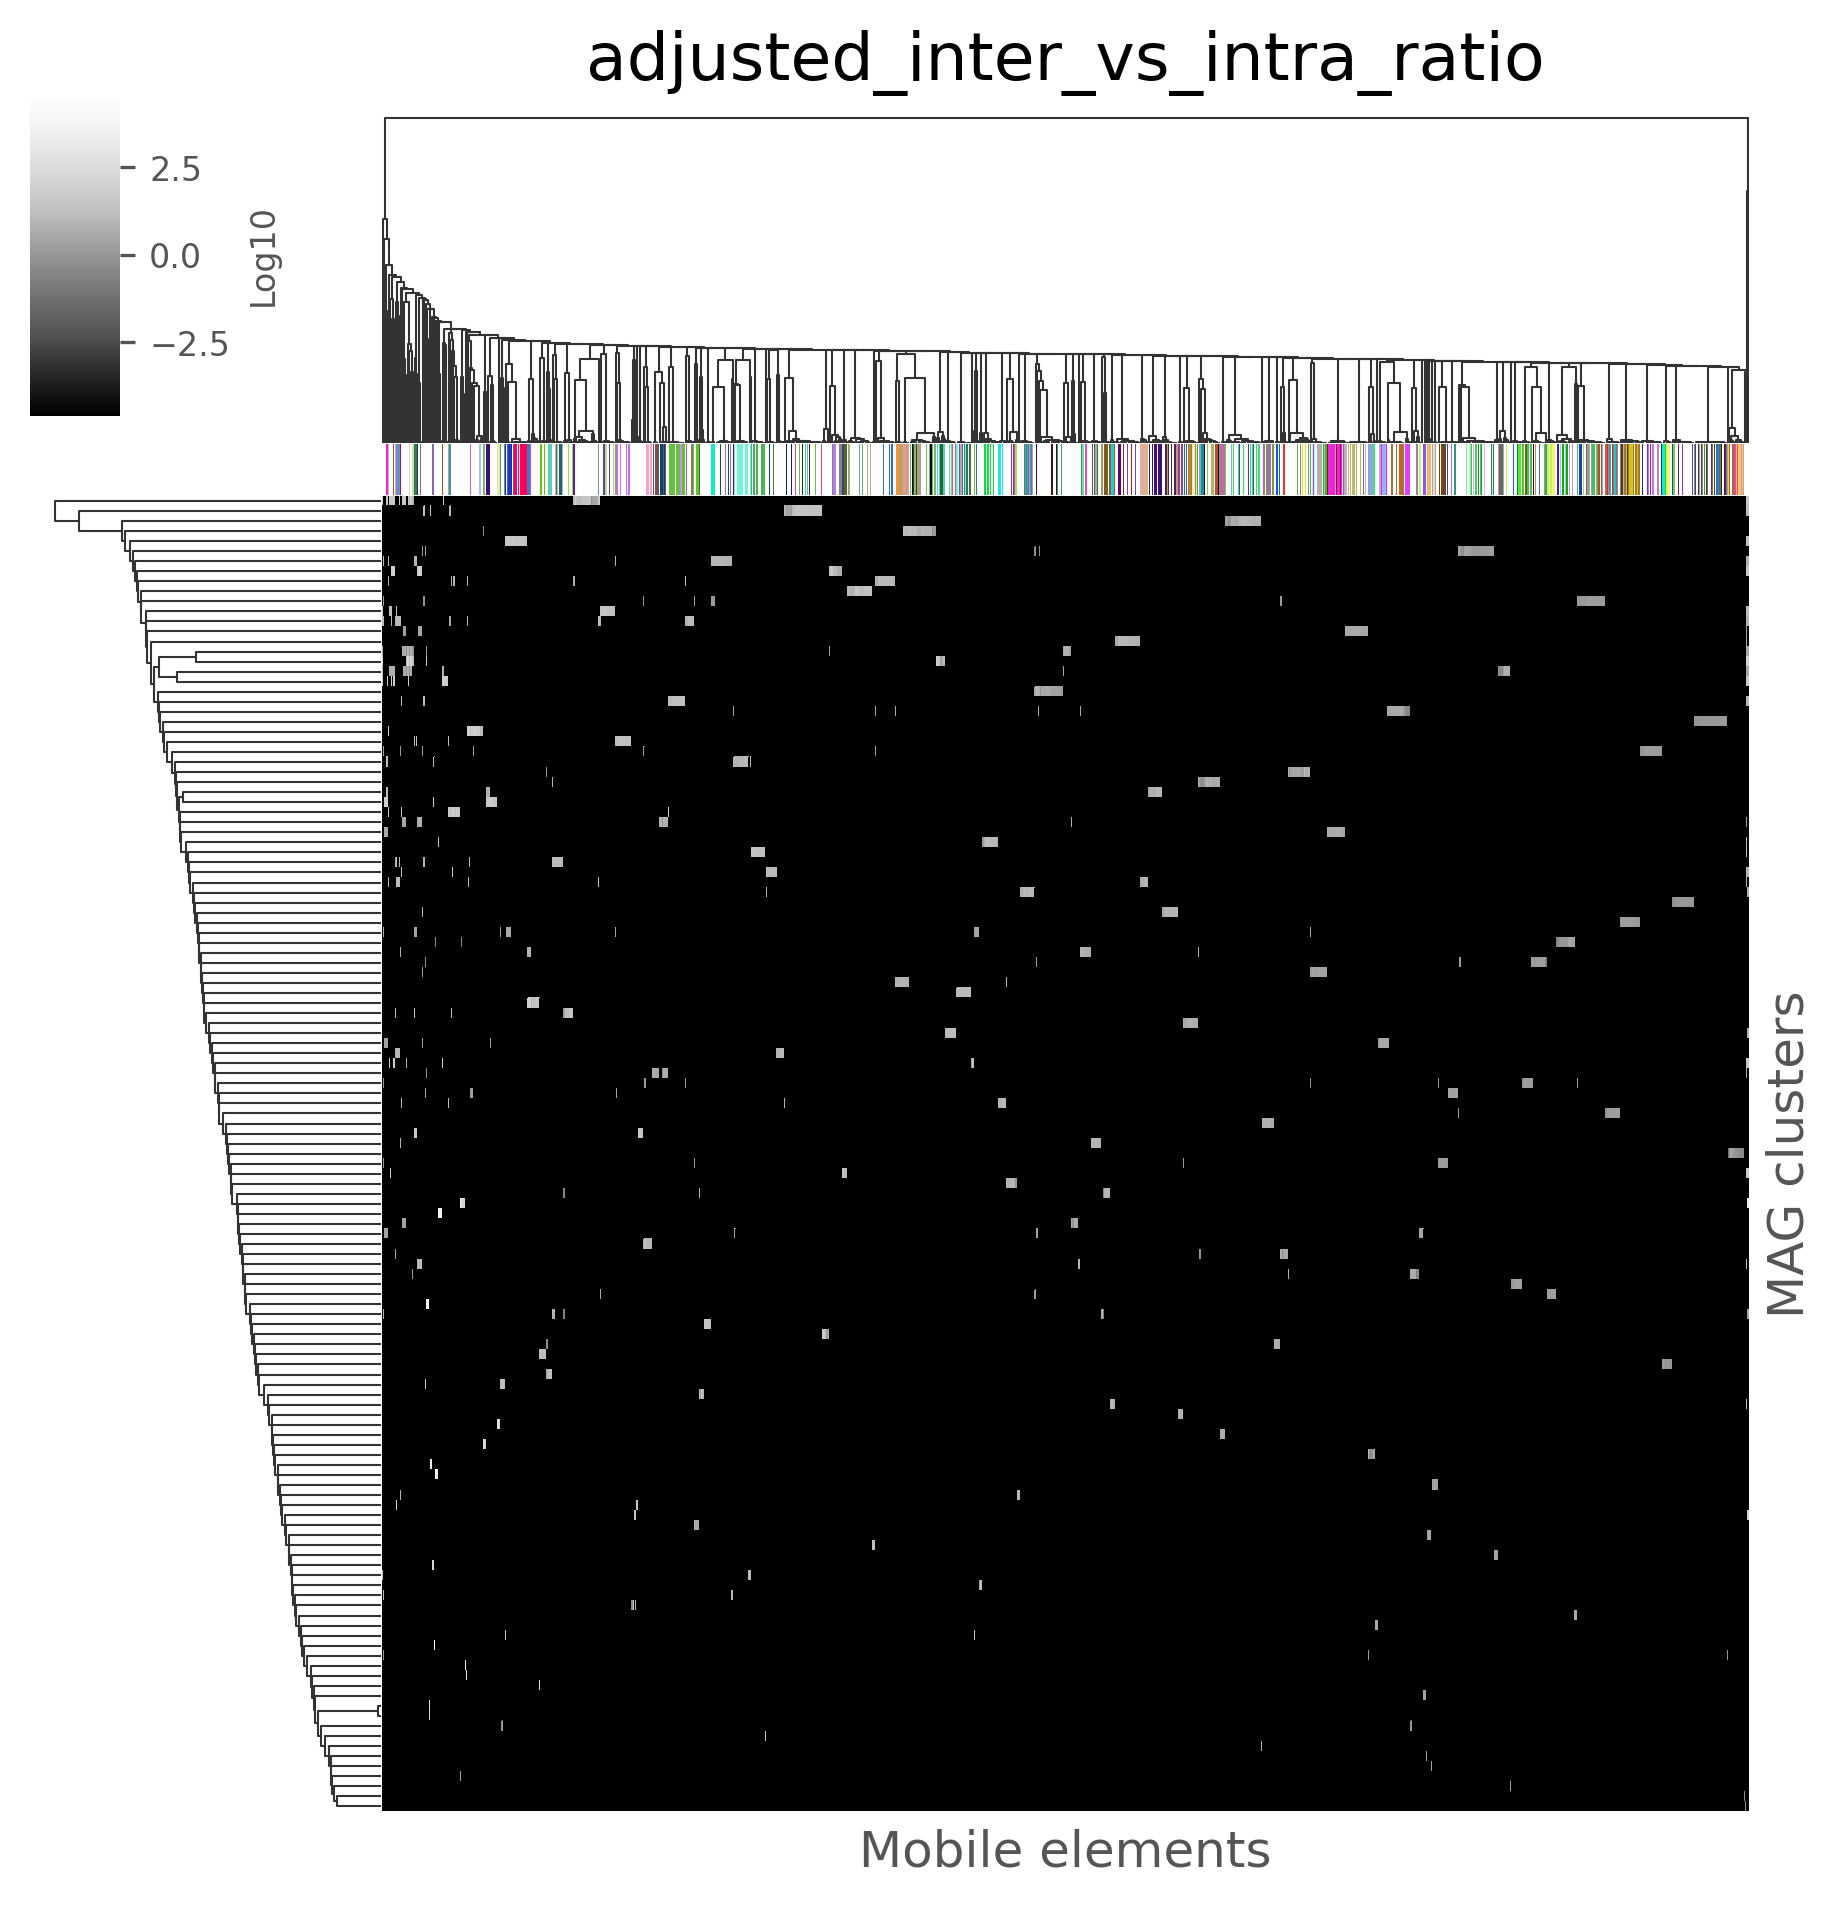 adjusted_inter_vs_intra_ratio
2.5
0.0
−2.5
Log10
MAG clusters
Mobile elements